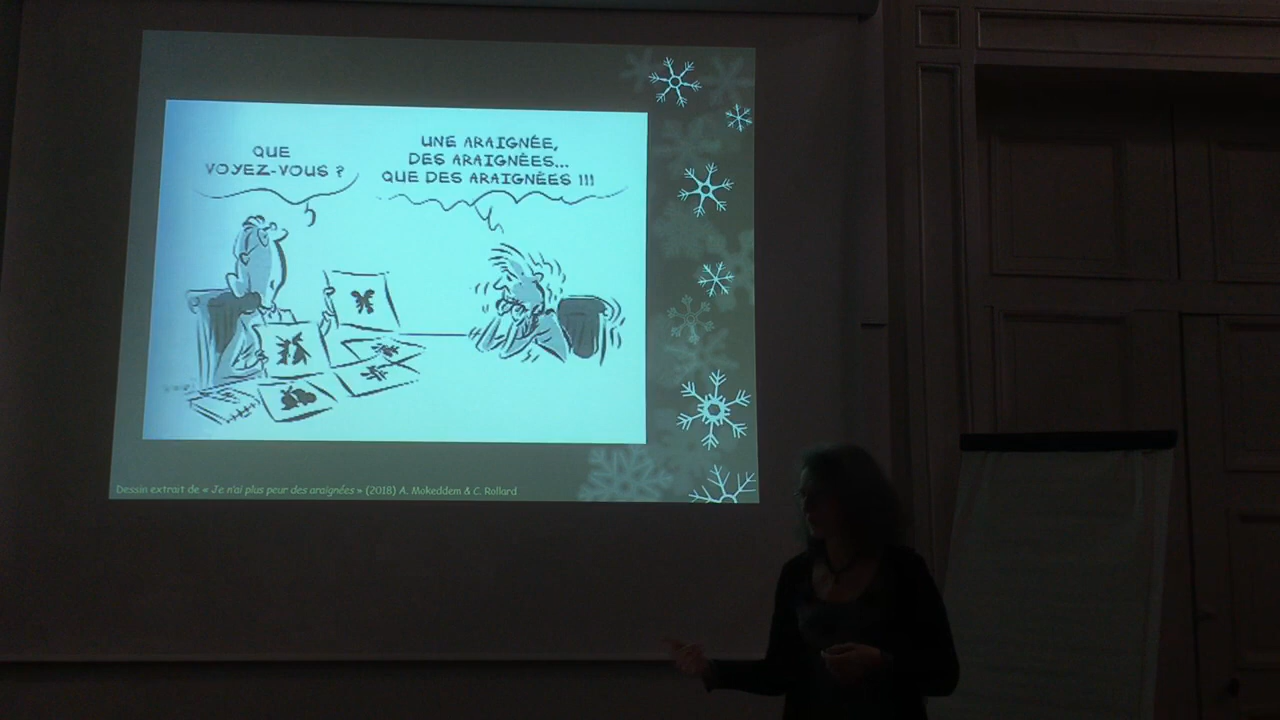 QUE
VOYEZ-VOUS ?
UNE ARAIGNÉE,
DES ARAIGNÉES...
QUE DES ARAIGNÉES !!!
Dessin extrait de « Je n'ai plus peur des araignées » (2018) A. Mokeddem & C. Rollard